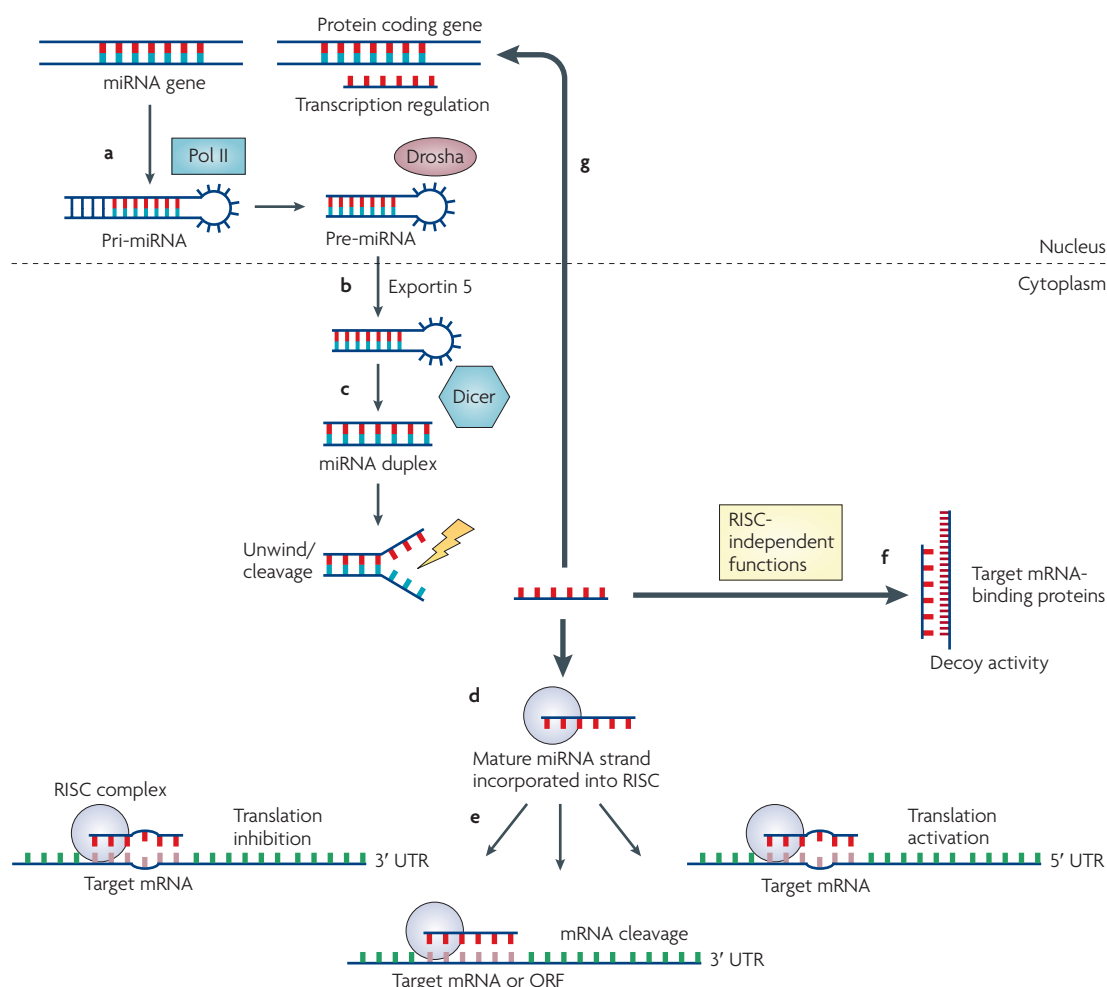 Protein coding gene
miRNA gene
Transcription regulation
a
Pol II
Drosha
g
Pri-miRNA
Pre-miRNA
Nucleus
Cytoplasm
b
Exportin 5
c
Dicer
miRNA duplex
Unwind/
cleavage
RISC-
independent
functions
f
Target mRNA-
binding proteins
Decoy activity
d
Mature miRNA strand
incorporated into RISC
e
RISC complex
Translation
inhibition
3′ UTR
Target mRNA
Translation
activation
5′ UTR
Target mRNA
mRNA cleavage
3′ UTR
Target mRNA or ORF